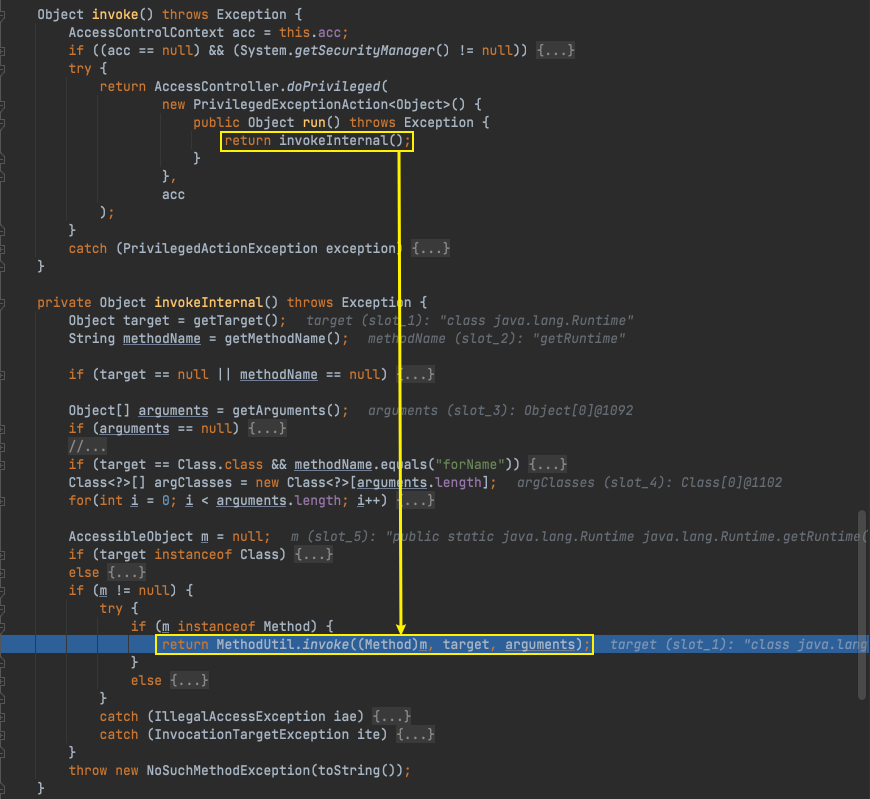 Object invoke() throws Exception {
AccessControlContext acc = this.acc;
if ((acc == null) && (System.getSecurityManager() != null)) {...}
try {
return AccessController.doPrivileged(
new PrivilegedExceptionAction<Object>() {
public Object run() throws Exception {
return invokeInternal();
}
},
acc
);
}
catch (PrivilegedActionException exception) {...}
}
private Object invokeInternal() throws Exception {
Object target = getTarget(); target (slot_1): "class java.lang.Runtime"
String methodName = getMethodName(); methodName (slot_2): "getRuntime"
if (target == null || methodName == null) {...}
Object[] arguments = getArguments(); arguments (slot_3): Object[0]@1092
if (arguments == null) {...}
//...
if (target == Class.class && methodName.equals("forName")) {...}
Class<?>[] argClasses = new Class<?>[arguments.length]; argClasses (slot_4): Class[0]@1102
for(int i = 0; i < arguments.length; i++) {...}
AccessibleObject m = null; m (slot_5): "public static java.lang.Runtime java.lang.Runtime.getRuntime(
if (target instanceof Class) {...}
else {...}
if (m != null) {
try {
if (m instanceof Method) {
return MethodUtil.invoke((Method)m, target, arguments); target (slot_1): "class java.lang
}
else {...}
}
catch (IllegalAccessException iae) {...}
catch (InvocationTargetException ite) {...}
}
throw new NoSuchMethodException(toString());
}